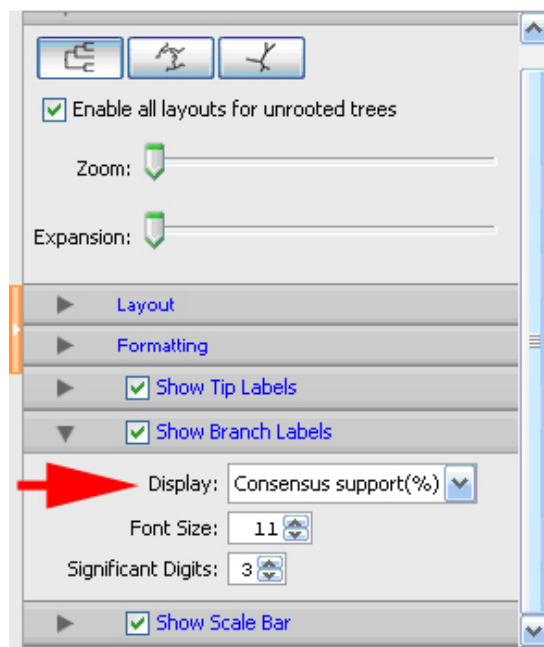 Enable all layouts for unrooted trees
Zoom:
Expansion:
Layout
Formatting
Show Tip Labels
Show Branch Labels
Display: Consensus support(%)
Font Size: 11
Significant Digits: 3
Show Scale Bar